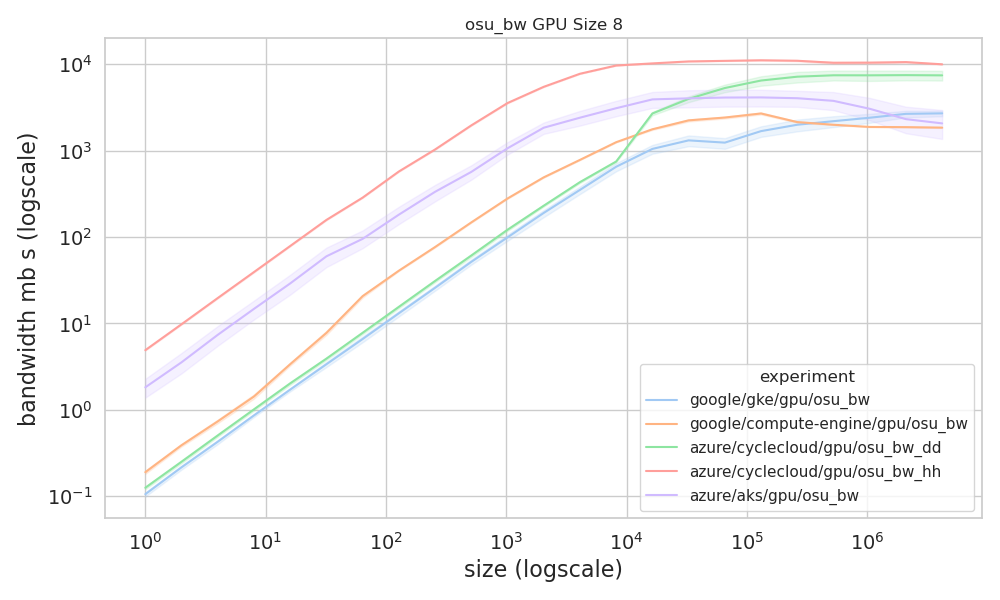 osu_bw GPU Size 8
bandwidth mb s (logscale)
10^4
10^3
10^2
10^1
10^0
10^-1
experiment
google/gke/gpu/osu_bw
google/compute-engine/gpu/osu_bw
azure/cyclecloud/gpu/osu_bw_dd
azure/cyclecloud/gpu/osu_bw_hh
azure/aks/gpu/osu_bw
10^0 10^1 10^2 10^3 10^4 10^5 10^6
size (logscale)